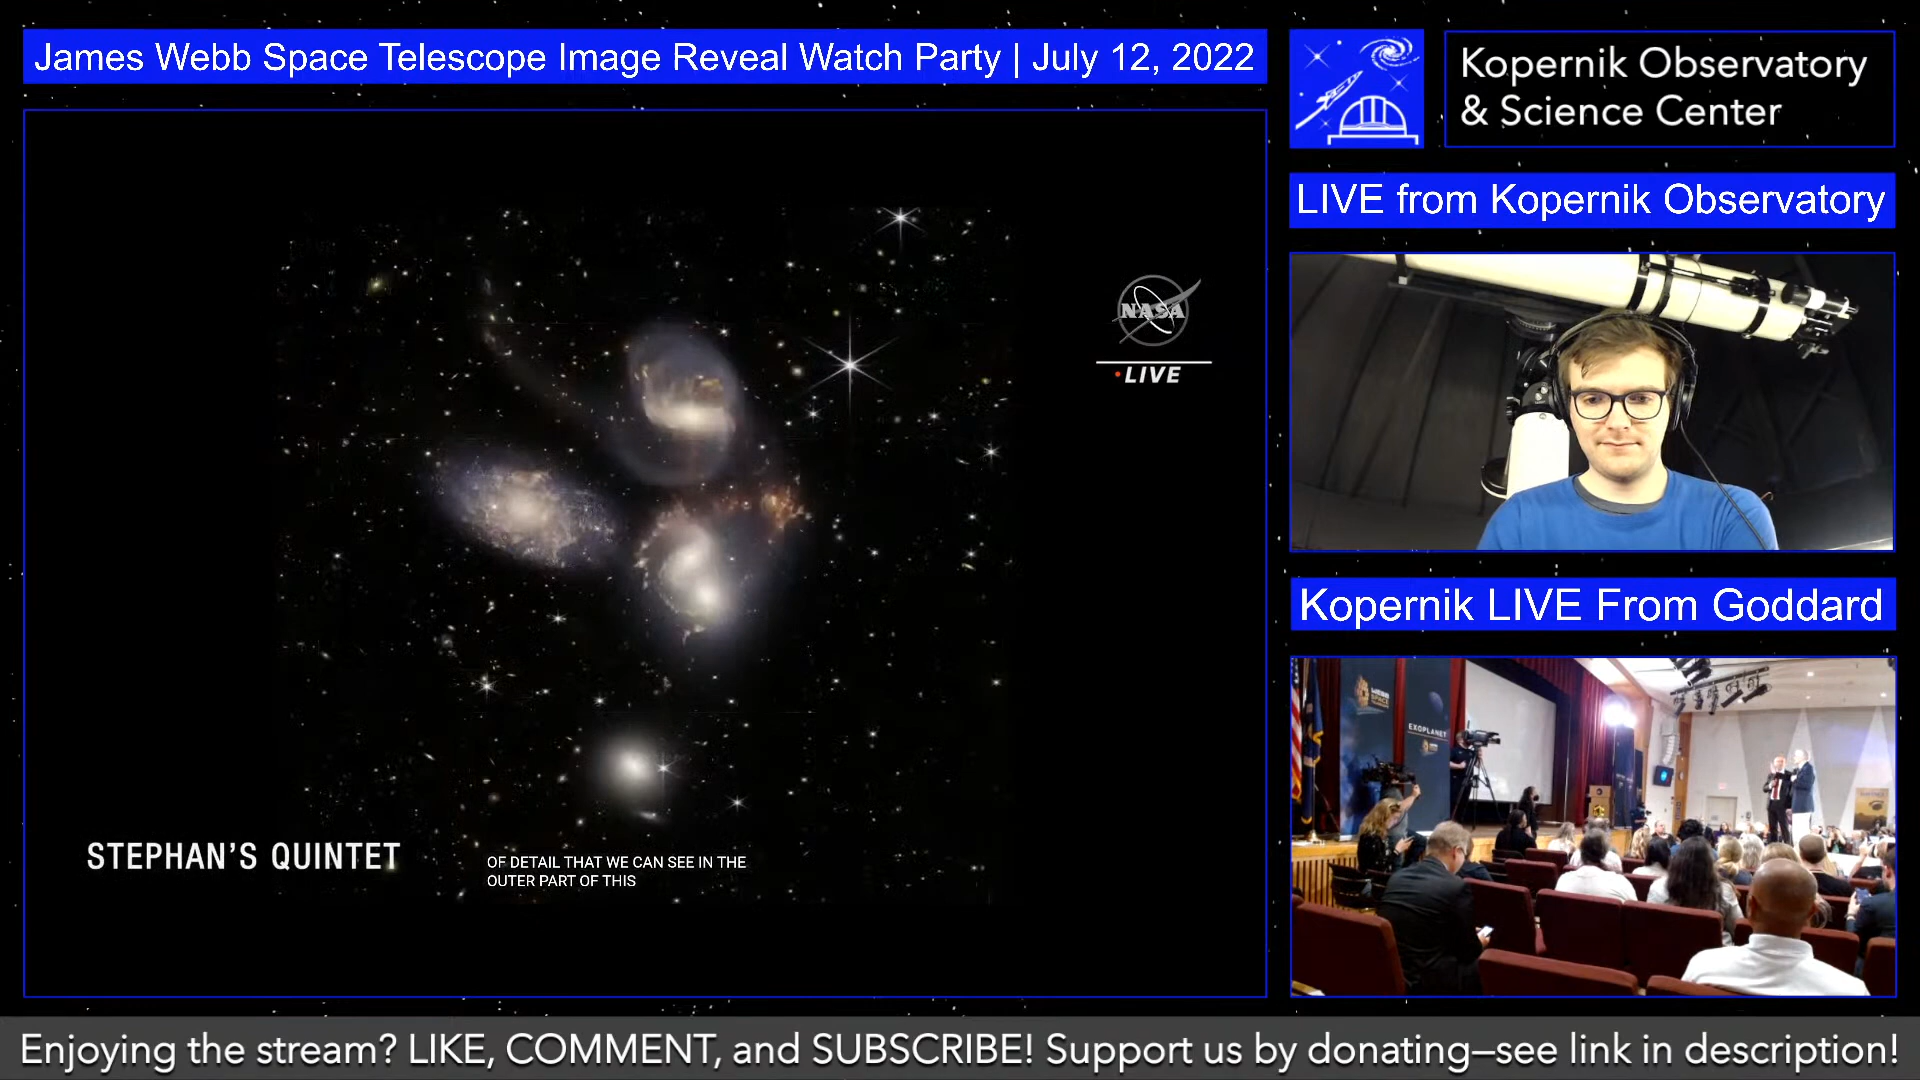 James Webb Space Telescope Image Reveal Watch Party | July 12, 2022
Kopernik Observatory
& Science Center
LIVE from Kopernik Observatory
NASA
LIVE
Kopernik LIVE From Goddard
WEBB
SPACE
EXOPLANET
STEPHAN'S QUINTET
OF DETAIL THAT WE CAN SEE IN THE
OUTER PART OF THIS
Enjoying the stream? LIKE, COMMENT, and SUBSCRIBE! Support us by donating—see link in description!